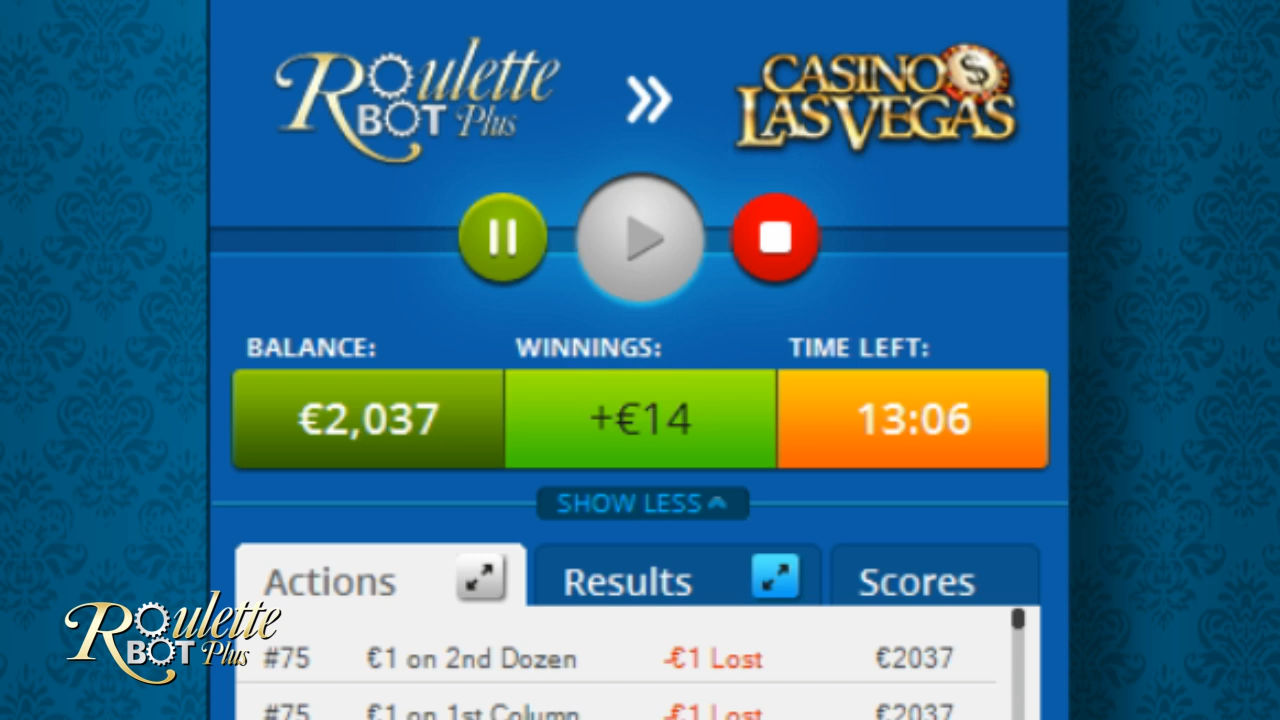 Roulette
BOT Plus
CASINO
LAS VEGAS
BALANCE: WINNINGS: TIME LEFT:
€2,037 +€14 13:06
SHOW LESS
Actions Results Scores
Roulette
BOT Plus
#75 €1 on 2nd Dozen -€1 Lost €2037
#75 €1 on 1st Column -€1 Lost €2037